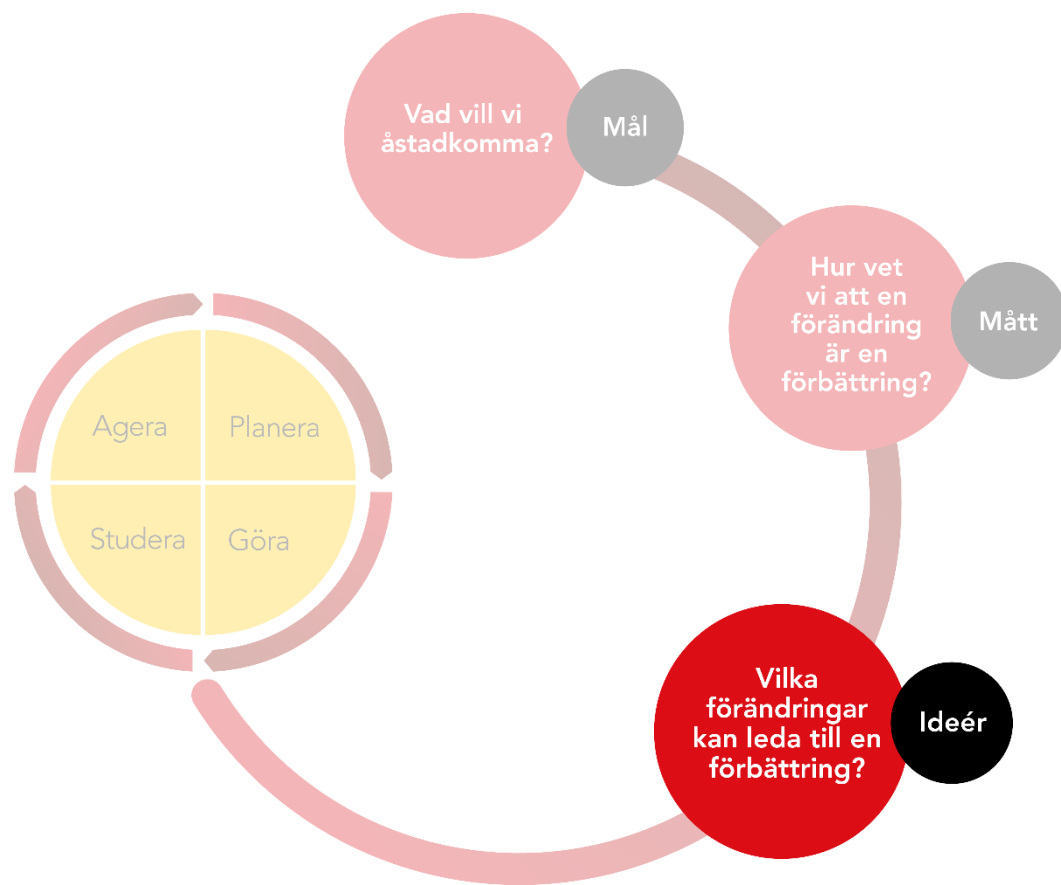 Vad vill vi
åstadkomma?
Mål
Hur vet
vi att en
förändring
är en
förbättring?
Mått
Agera
Planera
Studera
Göra
Vilka
förändringar
kan leda till en
förbättring?
Ideér